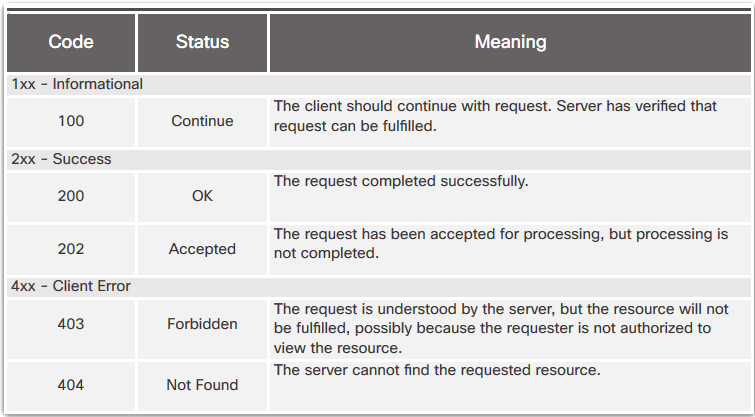 Code Status Meaning
1xx - Informational
100 Continue The client should continue with request. Server has verified that
request can be fulfilled.
2xx - Success
200 OK The request completed successfully.
202 Accepted The request has been accepted for processing, but processing is
not completed.
4xx - Client Error
403 Forbidden The request is understood by the server, but the resource will not
be fulfilled, possibly because the requester is not authorized to
view the resource.
404 Not Found The server cannot find the requested resource.